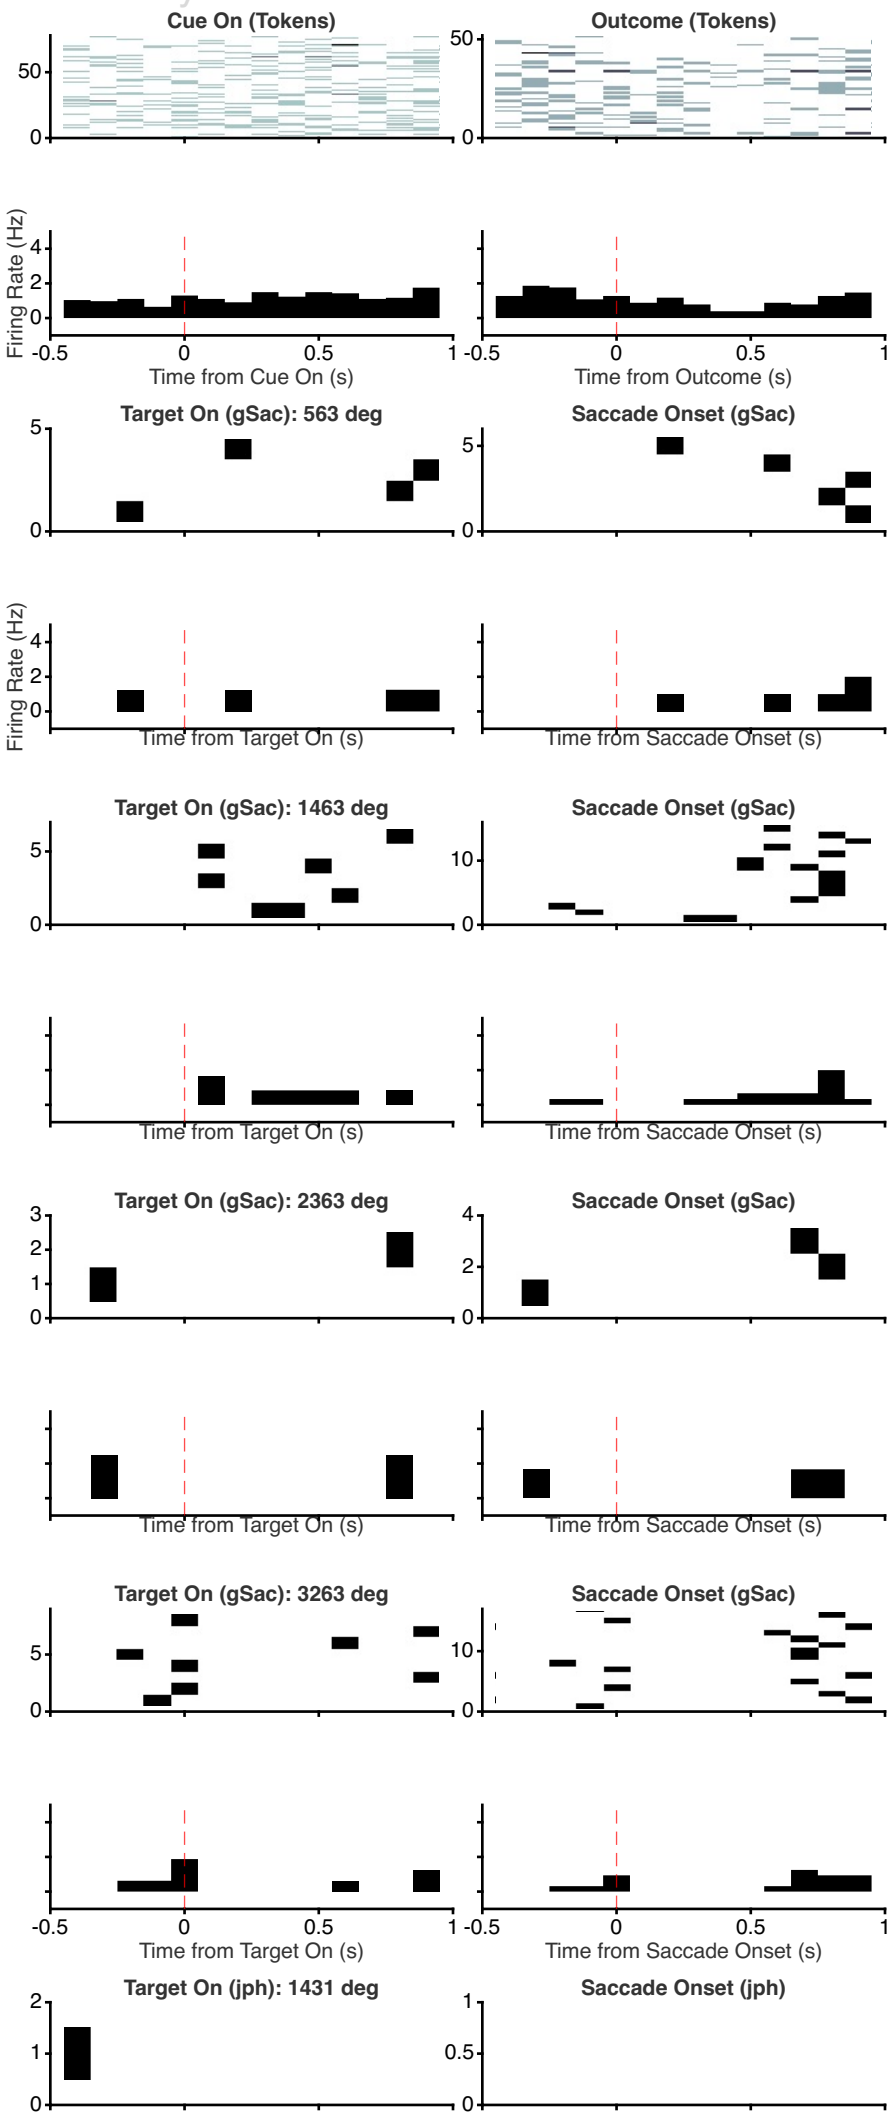 Cue On (Tokens)
Outcome (Tokens)
50
0
50
0
Firing Rate (Hz)
4
2
0
-0.5 0 0.5 1
-0.5 0 0.5 1
Time from Cue On (s)
Time from Outcome (s)
Target On (gSac): 563 deg
Saccade Onset (gSac)
5
0
5
0
Firing Rate (Hz)
4
2
0
Time from Target On (s)
Time from Saccade Onset (s)
Target On (gSac): 1463 deg
Saccade Onset (gSac)
5
0
10
0
Time from Target On (s)
Time from Saccade Onset (s)
Target On (gSac): 2363 deg
Saccade Onset (gSac)
3
2
1
0
4
2
0
Time from Target On (s)
Time from Saccade Onset (s)
Target On (gSac): 3263 deg
Saccade Onset (gSac)
5
0
10
0
-0.5 0 0.5 1
-0.5 0 0.5 1
Time from Target On (s)
Time from Saccade Onset (s)
Target On (jph): 1431 deg
Saccade Onset (jph)
2
1
0
1
0.5
0